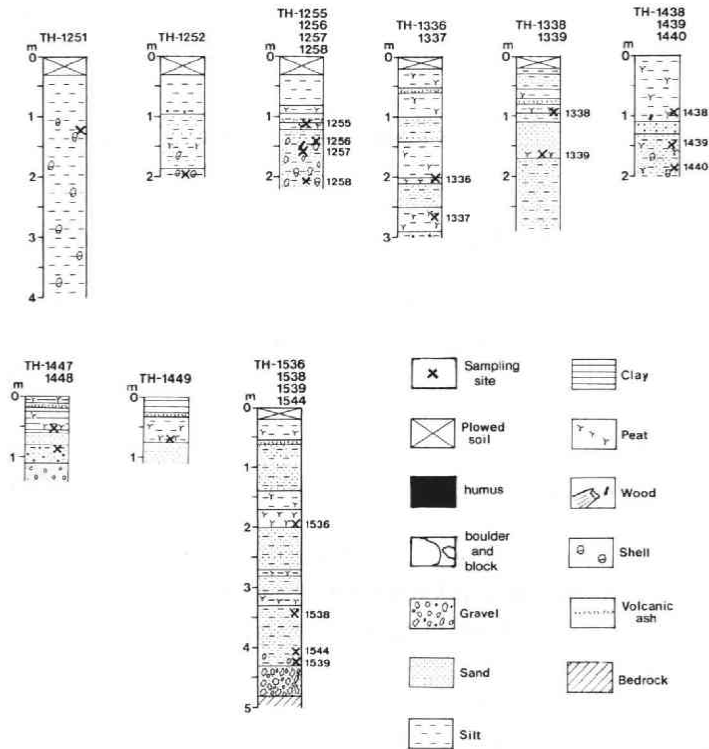 TH-1251
m
0
1
2
3
4
TH-1252
m
0
1
2
TH-1255
1256
1257
1258
m
0
1
2
1255
1256
1257
1258
TH-1336
1337
m
0
1
2
3
1336
1337
TH-1338
1339
m
0
1
2
3
1338
1339
TH-1438
1439
1440
m
0
1
2
1438
1439
1440
TH-1447
1448
m
0
1
TH-1449
m
0
1
TH-1536
1538
1539
1544
m
0
1
2
3
4
5
1536
1538
1544
1539
Sampling
site
Plowed
soil
humus
boulder
and
block
Gravel
Sand
Silt
Clay
Peat
Wood
Shell
Volcanic
ash
Bedrock